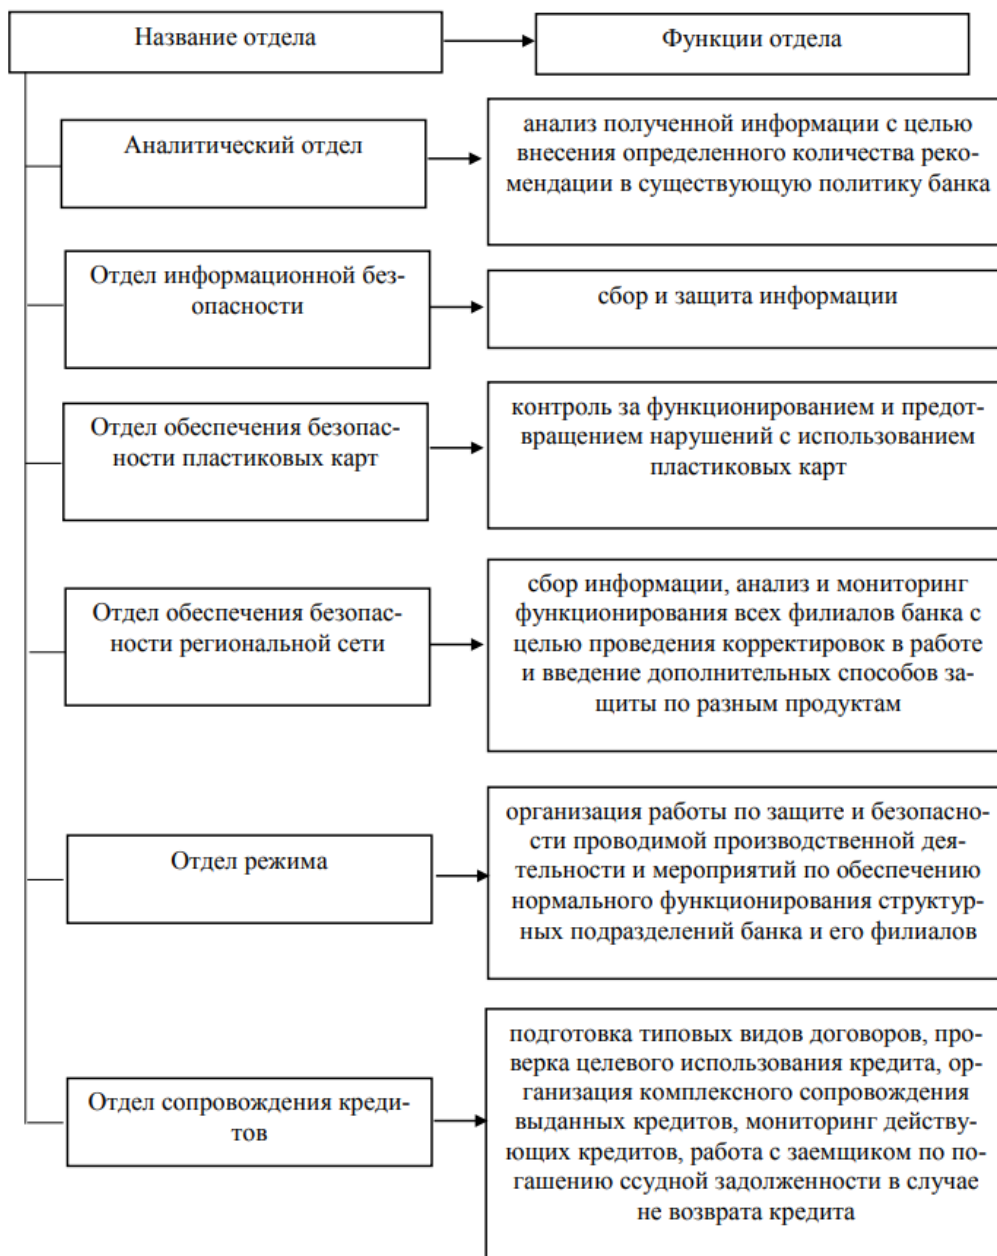 Название отдела
Функции отдела
Аналитический отдел
анализ полученной информации с целью
внесения определенного количества реко-
мендации в существующую политику банка
Отдел информационной без-
опасности
сбор и защита информации
Отдел обеспечения безопас-
ности пластиковых карт
контроль за функционированием и предот-
вращением нарушений с использованием
пластиковых карт
Отдел обеспечения безопас-
ности региональной сети
сбор информации, анализ и мониторинг
функционирования всех филиалов банка с
целью проведения корректировок в работе
и введение дополнительных способов за-
щиты по разным продуктам
Отдел режима
организация работы по защите и безопасно-
сти проводимой производственной дея-
тельности и мероприятий по обеспечению
нормального функционирования структур-
ных подразделений банка и его филиалов
Отдел сопровождения креди-
тов
подготовка типовых видов договоров, про-
верка целевого использования кредита, ор-
ганизация комплексного сопровождения
выданных кредитов, мониторинг действу-
ющих кредитов, работа с заемщиком по по-
гашению ссудной задолженности в случае
не возврата кредита